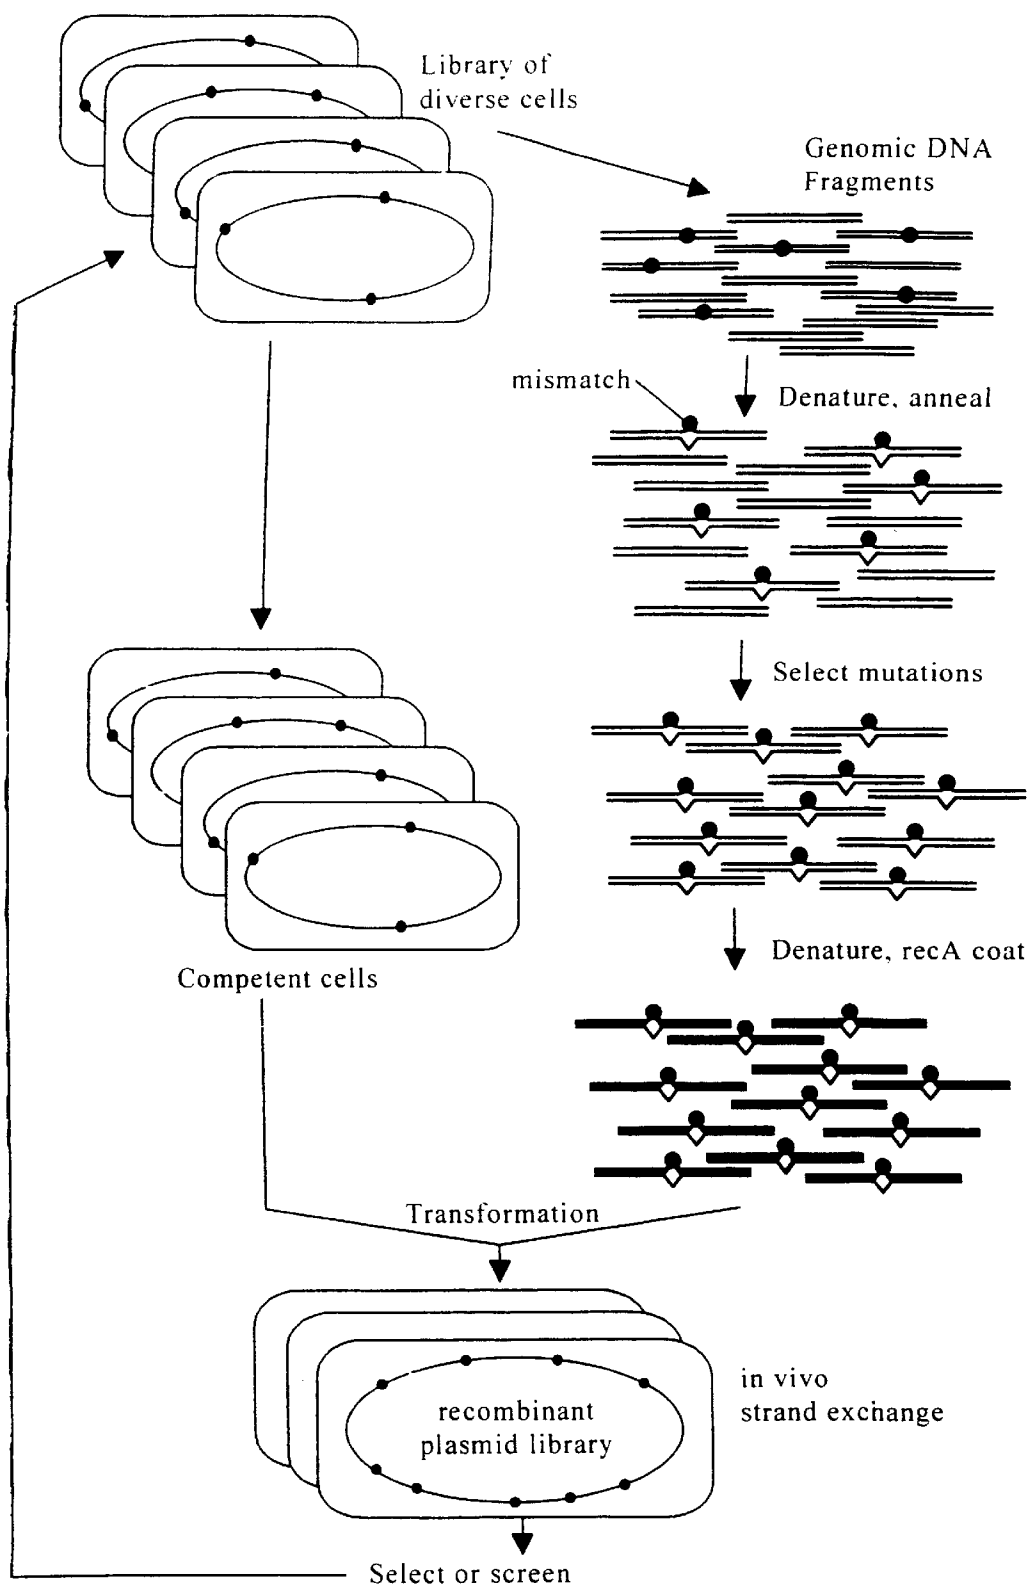 Library of
diverse cells
Genomic DNA
Fragments
mismatch
Denature, anneal
Select mutations
Denature, recA coat
Competent cells
Transformation
in vivo
strand exchange
recombinant
plasmid library
Select or screen